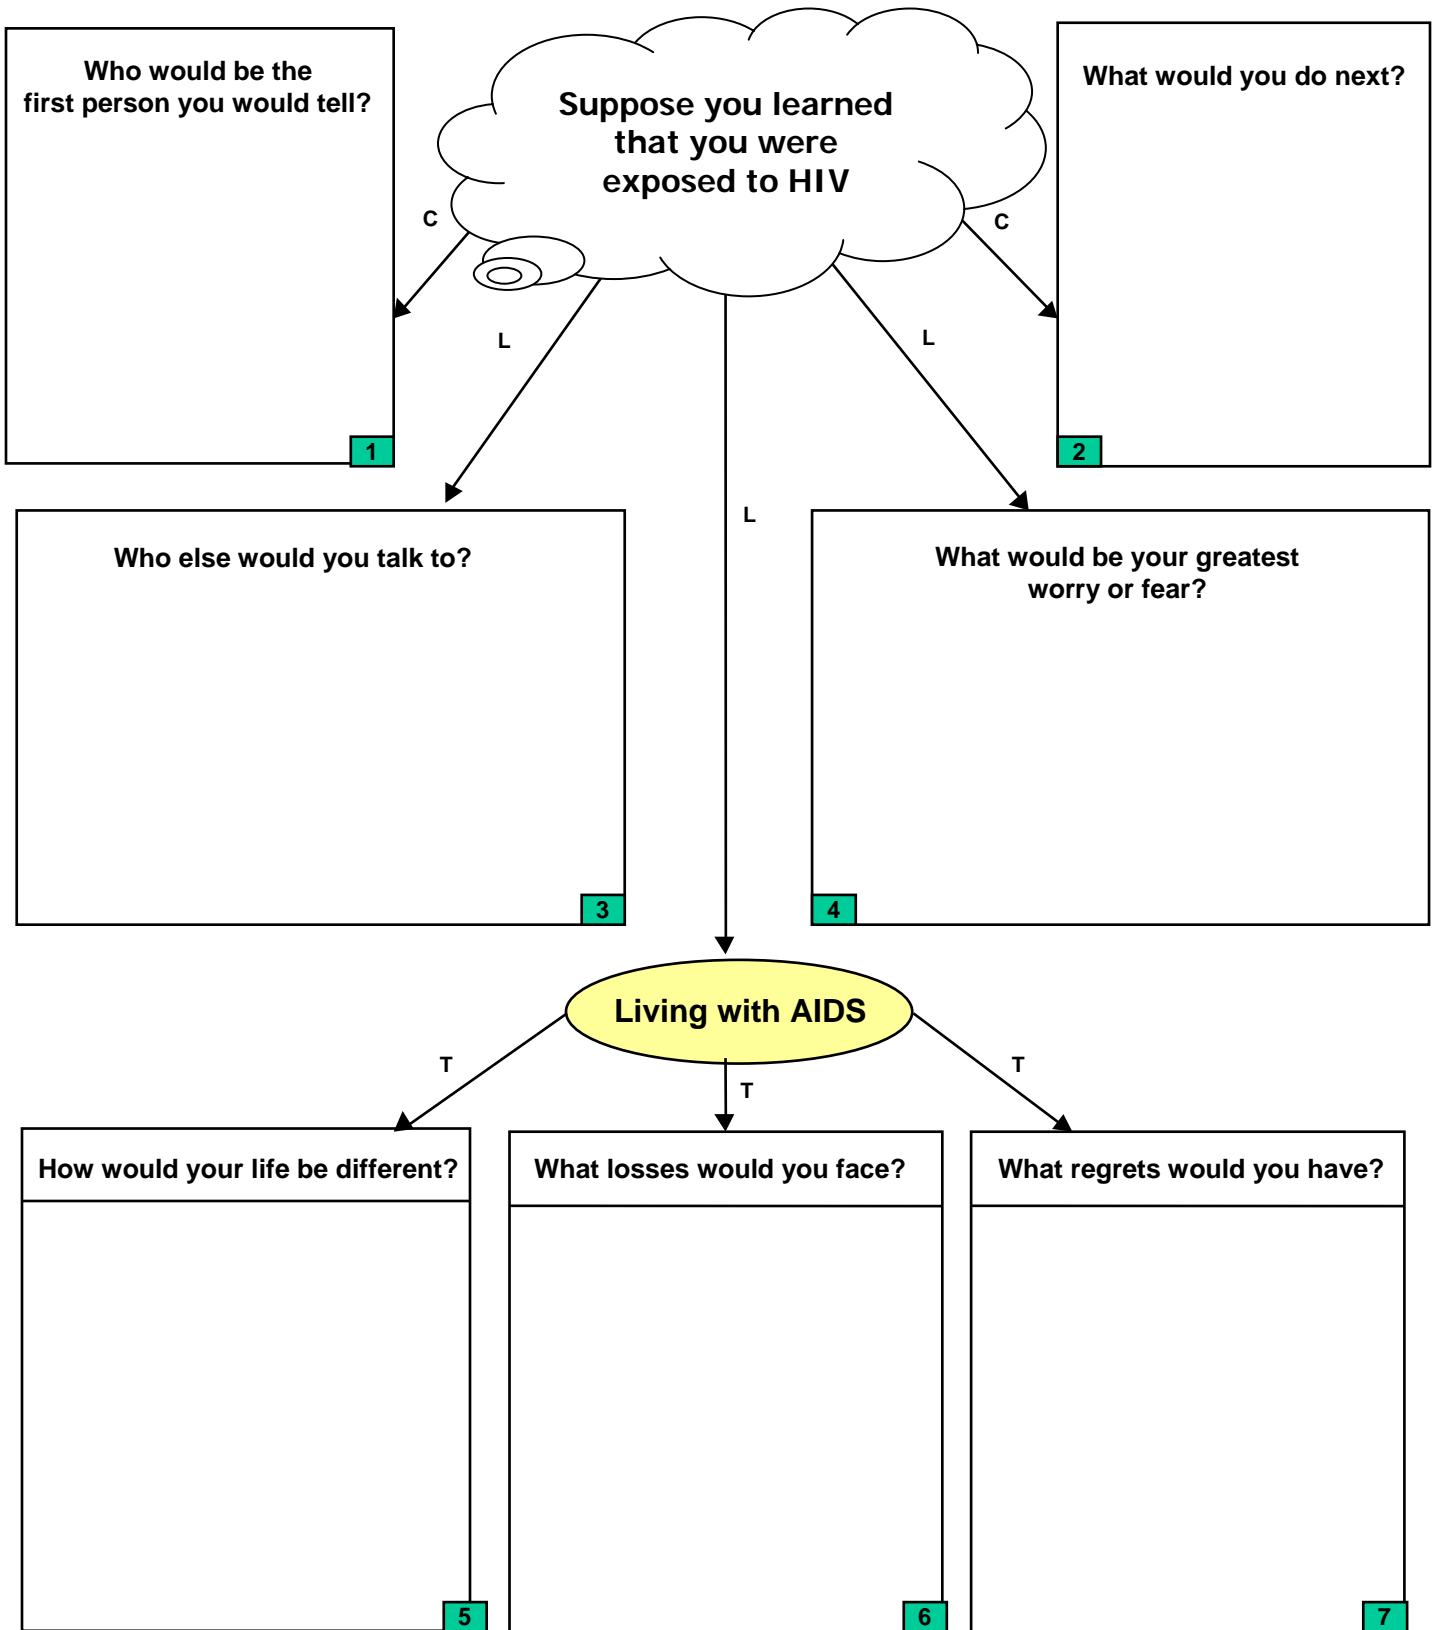 Suppose you learned
that you were
exposed to HIV
Who would be the
first person you would tell?
What would you do next?
C
C
L
L
1
2
L
Who else would you talk to?
What would be your greatest
worry or fear?
3
4
Living with AIDS
T
T
T
How would your life be different?
What losses would you face?
What regrets would you have?
5
6
7